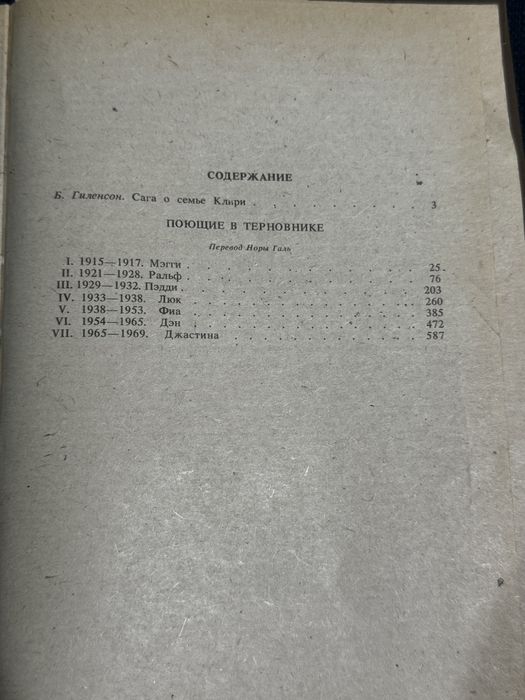 СОДЕРЖАНИЕ
Б. Гиленсон. Сага о семье Клири . . . . . . . . 3
ПОЮЩИЕ В ТЕРНОВНИКЕ
Перевод Норы Галь
I. 1915—1917. Мэгги . . . . . . . . . . . 25
II. 1921—1928. Ральф . . . . . . . . . . . 76
III. 1929—1932. Пэдди . . . . . . . . . . . 203
IV. 1933—1938. Люк . . . . . . . . . . . 260
V. 1938—1953. Фиа . . . . . . . . . . . 385
VI. 1954—1965. Дэн . . . . . . . . . . . 472
VII. 1965—1969. Джастина . . . . . . . . . 587